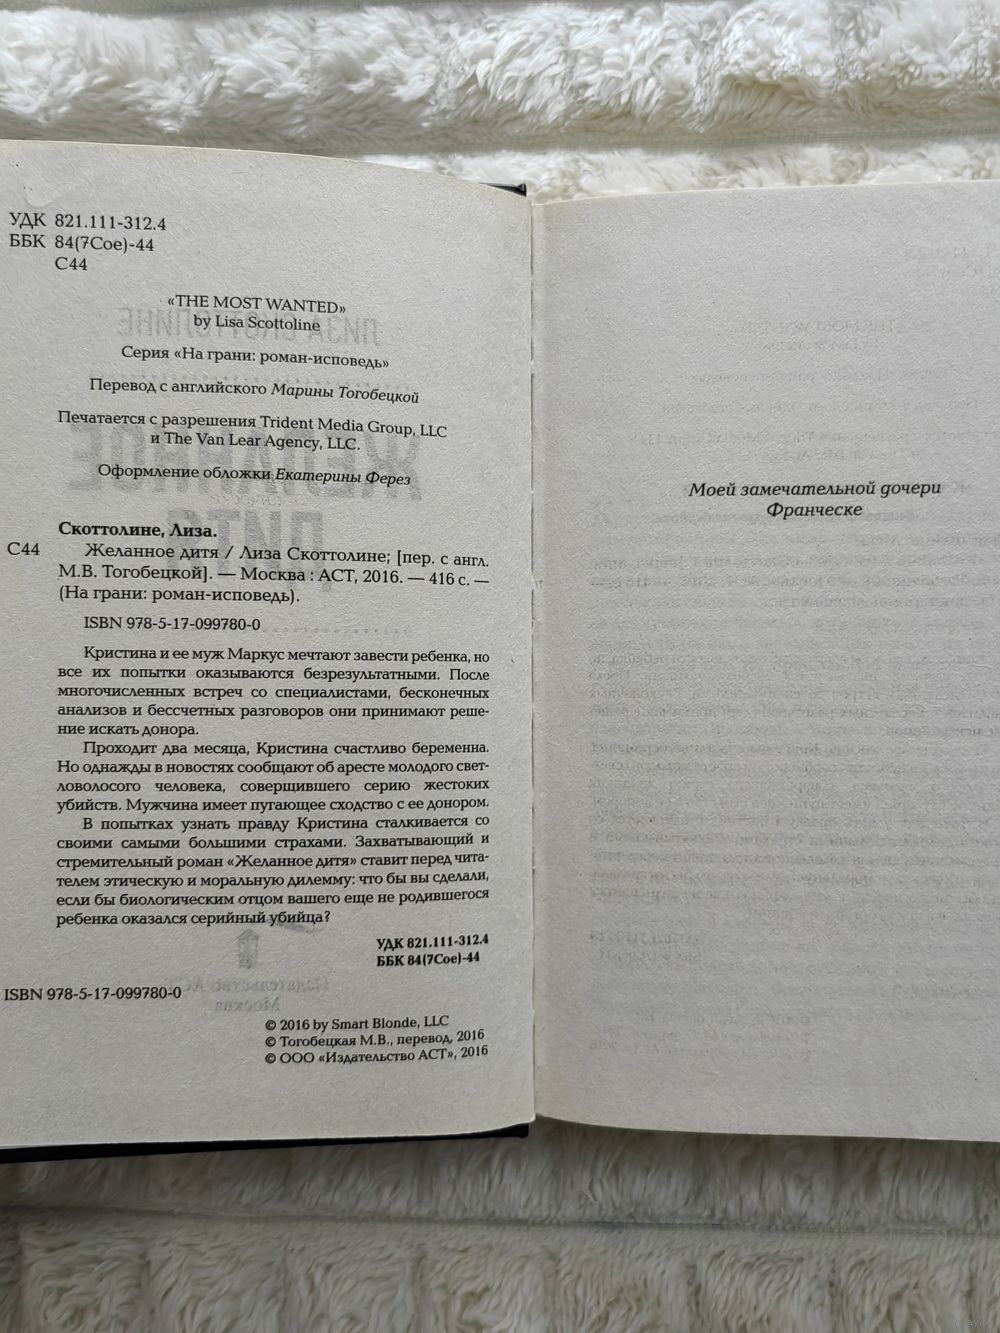 УДК 821.111-312.4
ББК 84(7Сое)-44
С44
«THE MOST WANTED»
by Lisa Scottoline
Серия «На грани: роман-исповедь»
Перевод с английского Марины Тогобецкой
Печатается с разрешения Trident Media Group, LLC
и The Van Lear Agency, LLC.
Оформление обложки Екатерины Ферез
Скоттолине, Лиза.
С44 Желанное дитя / Лиза Скоттолине; [пер. с англ.
М.В. Тогобецкой]. — Москва : АСТ, 2016. — 416 с. —
(На грани: роман-исповедь).
ISBN 978-5-17-099780-0
Кристина и ее муж Маркус мечтают завести ребенка, но
все их попытки оказываются безрезультатными. После
многочисленных встреч со специалистами, бесконечных
анализов и бессчетных разговоров они принимают реше-
ние искать донора.
Проходит два месяца, Кристина счастливо беременна.
Но однажды в новостях сообщают об аресте молодого свет-
ловолосого человека, совершившего серию жестоких
убийств. Мужчина имеет пугающее сходство с ее донором.
В попытках узнать правду Кристина сталкивается со
своими самыми большими страхами. Захватывающий и
стремительный роман «Желанное дитя» ставит перед чита-
телем этическую и моральную дилемму: что бы вы сделали,
если бы биологическим отцом вашего еще не родившегося
ребенка оказался серийный убийца?
УДК 821.111-312.4
ББК 84(7Сое)-44
ISBN 978-5-17-099780-0
© 2016 by Smart Blonde, LLC
© Тогобецкая М.В., перевод, 2016
© ООО «Издательство АСТ», 2016
Моей замечательной дочери
Франческе